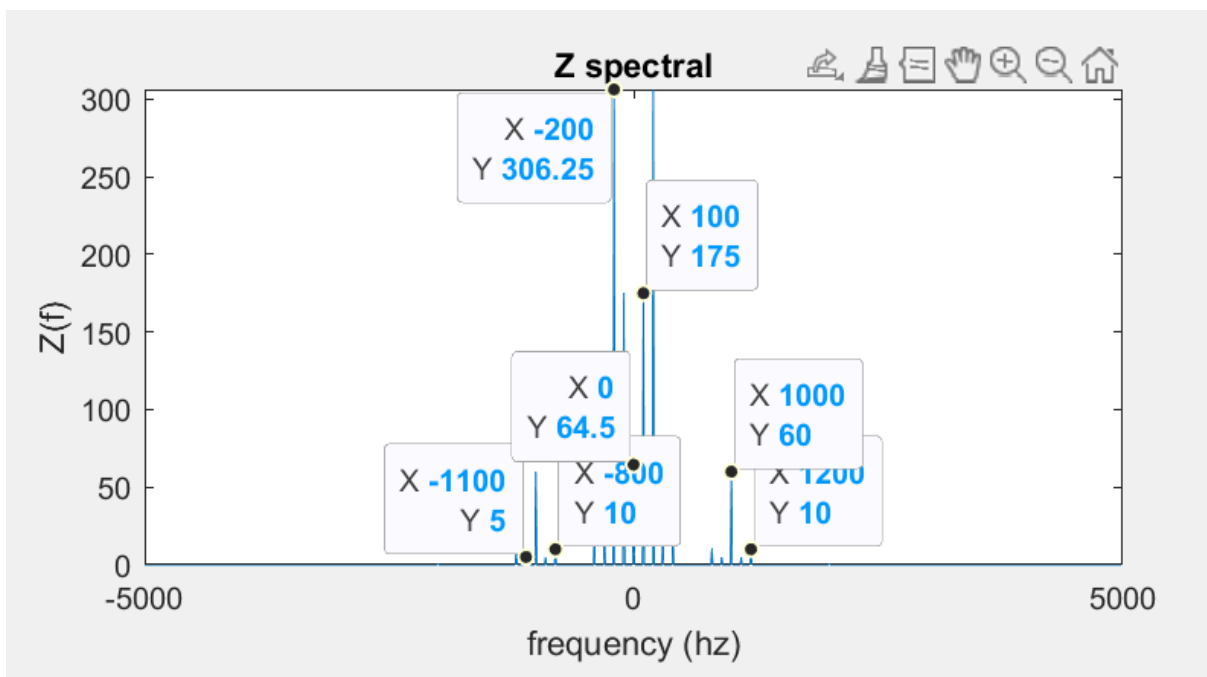 Z spectral
300
250
200
150
100
50
0
Z(f)
X -200
Y 306.25
X 100
Y 175
X 0
Y 64.5
X 1000
Y 60
X -1100
Y 5
X -800
Y 10
X 1200
Y 10
-5000
0
5000
frequency (hz)